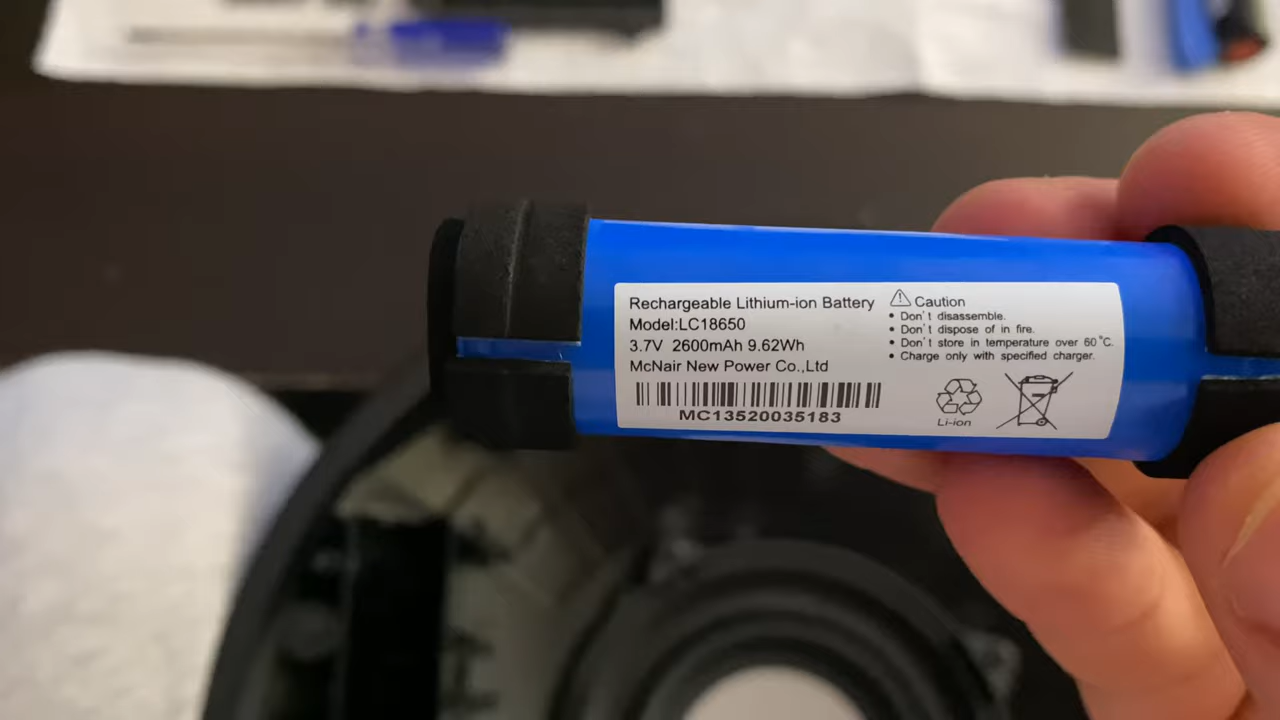 Rechargeable Lithium-ion Battery
Model:LC18650
3.7V 2600mAh 9.62Wh
McNair New Power Co.,Ltd
MC13520035183
Caution
• Don't disassemble.
• Don't dispose of in fire.
• Don't store in temperature over 60°C.
• Charge only with specified charger.
Li-ion